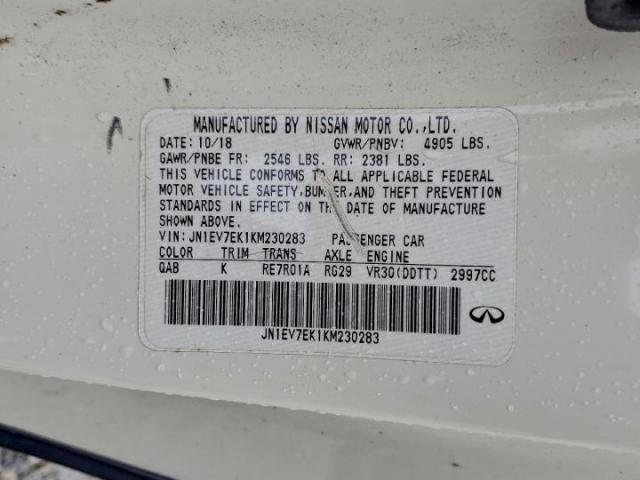 MANUFACTURED BY NISSAN MOTOR CO.,LTD.
DATE: 10/18 GVWR/PNBV: 4905 LBS.
GAWR/PNBE FR: 2546 LBS. RR: 2381 LBS.
THIS VEHICLE CONFORMS TO ALL APPLICABLE FEDERAL
MOTOR VEHICLE SAFETY, BUMPER, AND THEFT PREVENTION
STANDARDS IN EFFECT ON THE DATE OF MANUFACTURE
SHOWN ABOVE.
VIN: JN1EV7EK1KM230283 PASSENGER CAR
COLOR TRIM TRANS AXLE ENGINE
QAB K RE7R01A RG29 VR30(DDTT) 2997CC
JN1EV7EK1KM230283